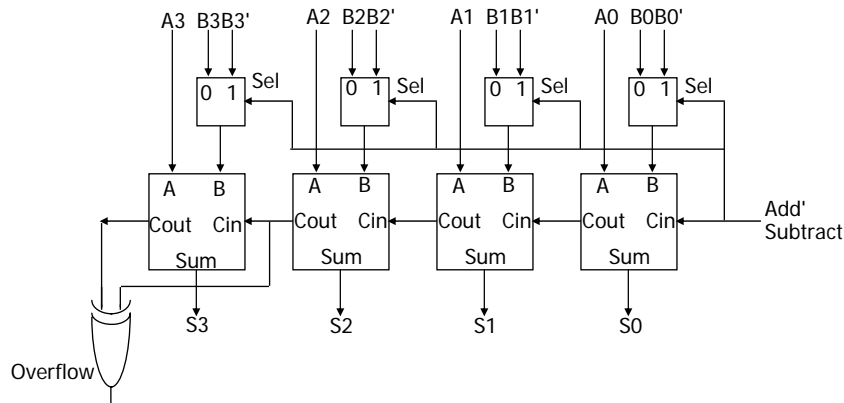 A3 B3B3' A2 B2B2' A1 B1B1' A0 B0B0'
0 1 Sel 0 1 Sel 0 1 Sel 0 1 Sel
A B A B A B A B
Cout Cin Cout Cin Cout Cin Cout Cin Add'
Subtract
Sum Sum Sum Sum
S3 S2 S1 S0
Overflow